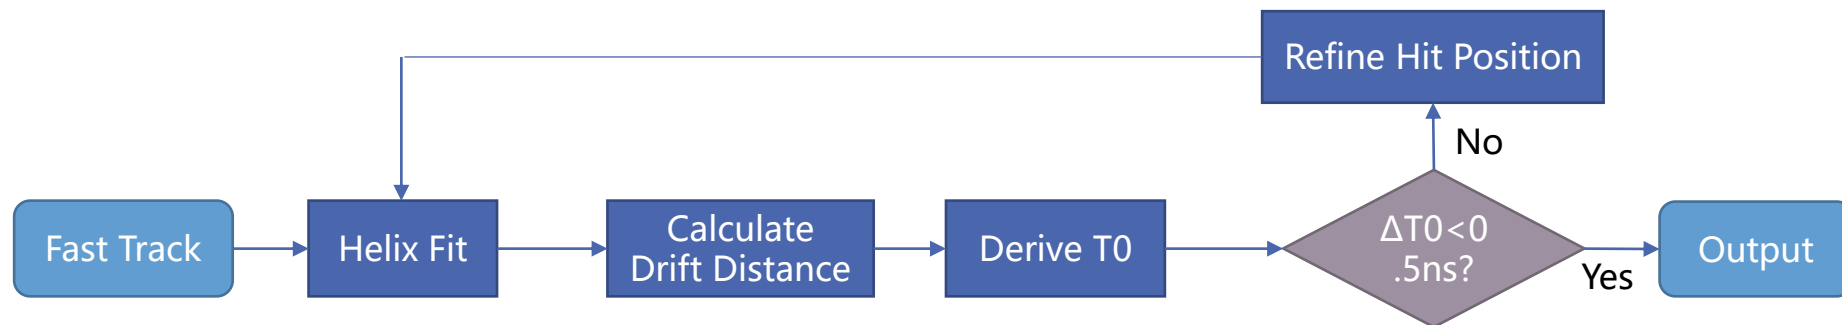 Refine Hit Position
No
Fast Track
Helix Fit
Calculate
Drift Distance
Derive T0
ΔT0<0
.5ns?
Yes
Output